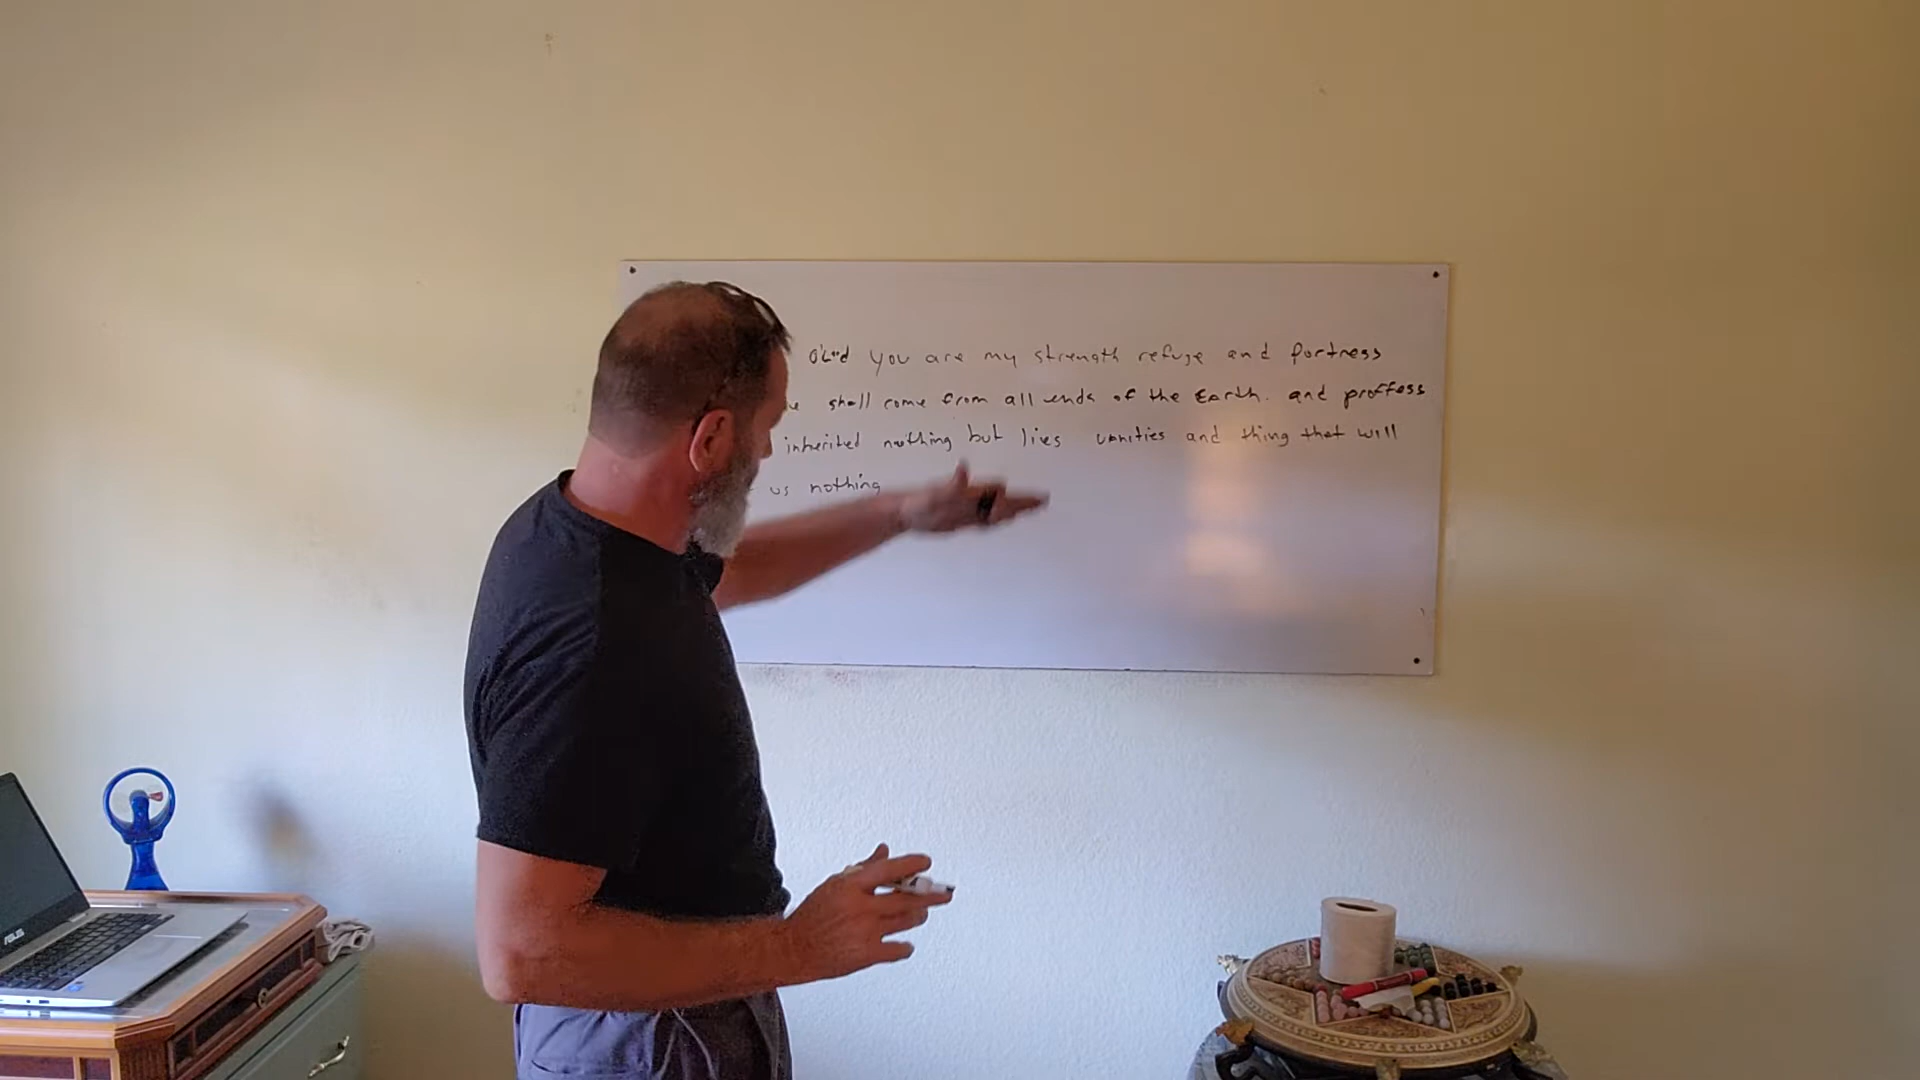 O'Lord you are my strength refuge and fortress
shall come from all ends of the Earth. and proffess
inherited nothing but lies vanities and thing that will
us nothing
ASUS